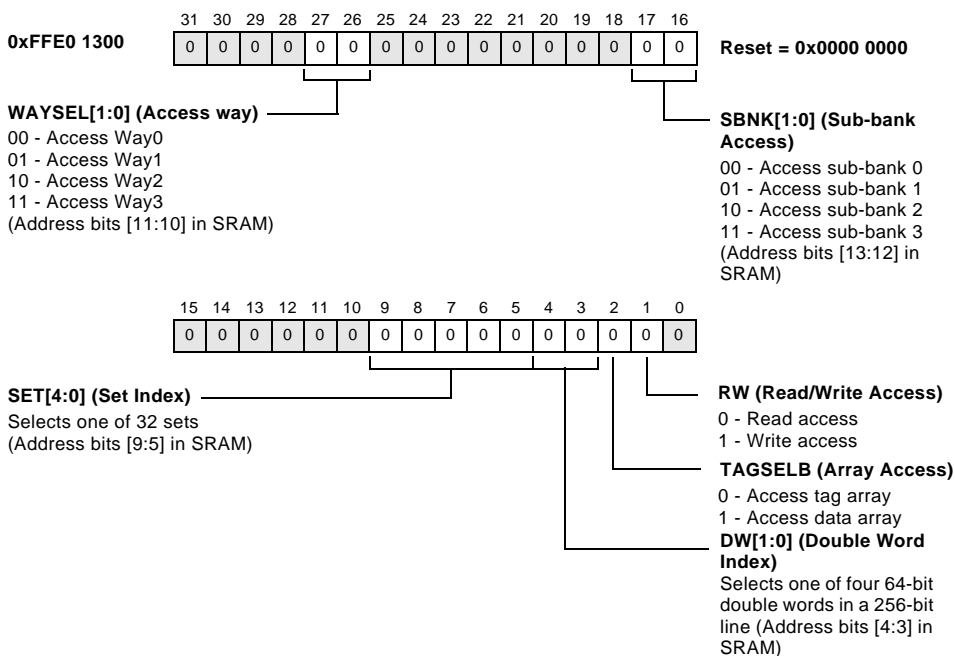 31 30 29 28 27 26 25 24 23 22 21 20 19 18 17 16
0xFFE0 1300
0 0 0 0 0 0 0 0 0 0 0 0 0 0 0 0
Reset = 0x0000 0000
WAYSEL[1:0] (Access way)
00 - Access Way0
01 - Access Way1
10 - Access Way2
11 - Access Way3
(Address bits [11:10] in SRAM)
SBNK[1:0] (Sub-bank
Access)
00 - Access sub-bank 0
01 - Access sub-bank 1
10 - Access sub-bank 2
11 - Access sub-bank 3
(Address bits [13:12] in
SRAM)
15 14 13 12 11 10 9 8 7 6 5 4 3 2 1 0
0 0 0 0 0 0 0 0 0 0 0 0 0 0 0 0
SET[4:0] (Set Index)
Selects one of 32 sets
(Address bits [9:5] in SRAM)
RW (Read/Write Access)
0 - Read access
1 - Write access
TAGSELB (Array Access)
0 - Access tag array
1 - Access data array
DW[1:0] (Double Word
Index)
Selects one of four 64-bit
double words in a 256-bit
line (Address bits [4:3] in
SRAM)